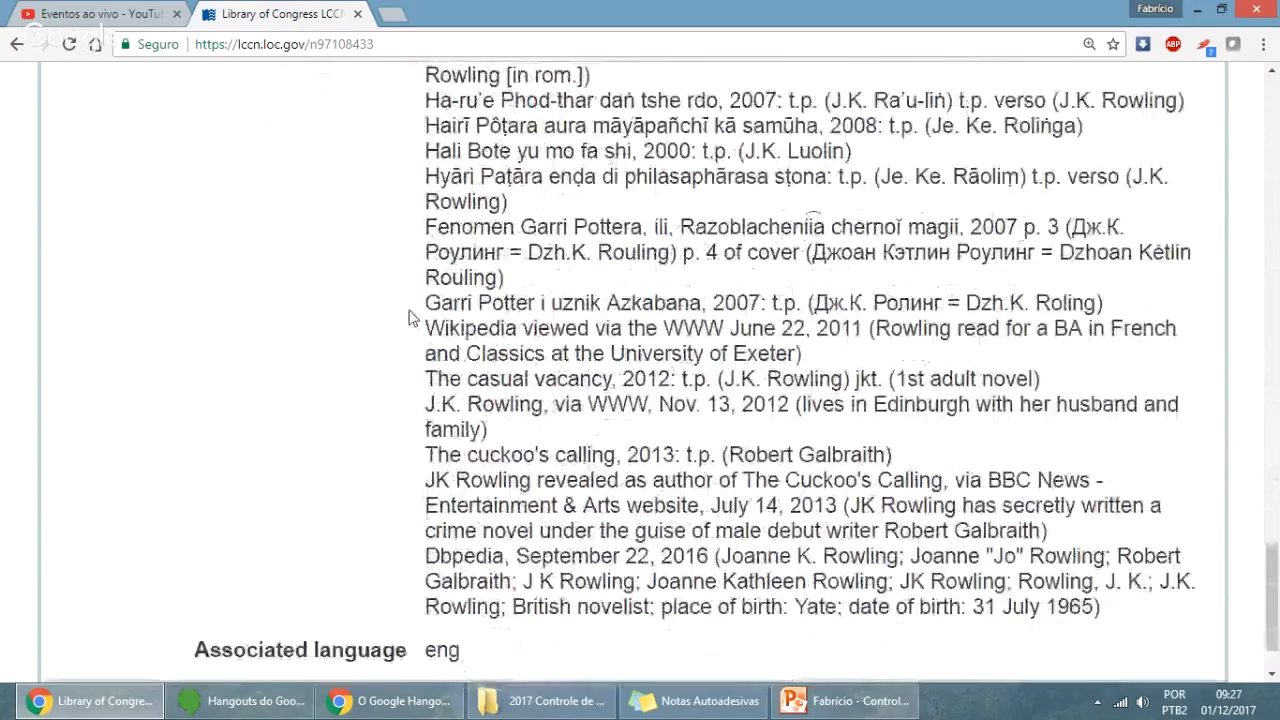 Eventos ao vivo - YouTu
Library of Congress LCCN
Fabrício
Seguro
https://lccn.loc.gov/n97108433
ABP
7
Rowling [in rom.])
Ha-ru'e Phod-thar daṅ tshe rdo, 2007: t.p. (J.K. Ra'u-liṅ) t.p. verso (J.K. Rowling)
Hairī Pôṭara aura māyāpañchī kā samūha, 2008: t.p. (Je. Ke. Roliṅga)
Hali Bote yu mo fa shi, 2000: t.p. (J.K. Luolin)
Hyāri Paṭāra enḍa di philasaphārasa sṭona: t.p. (Je. Ke. Rāoliṃ) t.p. verso (J.K.
Rowling)
Fenomen Garri Pottera, ili, Razoblachenii͡a chernoĭ magii, 2007 p. 3 (Дж.К.
Роулинг = Dzh.K. Rouling) p. 4 of cover (Джоан Кэтлин Роулинг = Dzhoan Kėtlin
Rouling)
Garri Potter i uznik Azkabana, 2007: t.p. (Дж.К. Ролинг = Dzh.K. Roling)
Wikipedia viewed via the WWW June 22, 2011 (Rowling read for a BA in French
and Classics at the University of Exeter)
The casual vacancy, 2012: t.p. (J.K. Rowling) jkt. (1st adult novel)
J.K. Rowling, via WWW, Nov. 13, 2012 (lives in Edinburgh with her husband and
family)
The cuckoo's calling, 2013: t.p. (Robert Galbraith)
JK Rowling revealed as author of The Cuckoo's Calling, via BBC News -
Entertainment & Arts website, July 14, 2013 (JK Rowling has secretly written a
crime novel under the guise of male debut writer Robert Galbraith)
Dbpedia, September 22, 2016 (Joanne K. Rowling; Joanne "Jo" Rowling; Robert
Galbraith; J K Rowling; Joanne Kathleen Rowling; JK Rowling; Rowling, J. K.; J.K.
Rowling; British novelist; place of birth: Yate; date of birth: 31 July 1965)
Associated language eng
Library of Congre...
Hangouts do Goo...
O Google Hango...
2017 Controle de ...
Notas Autoadesivas
Fabrício - Control...
POR 09:27
PTB2 01/12/2017